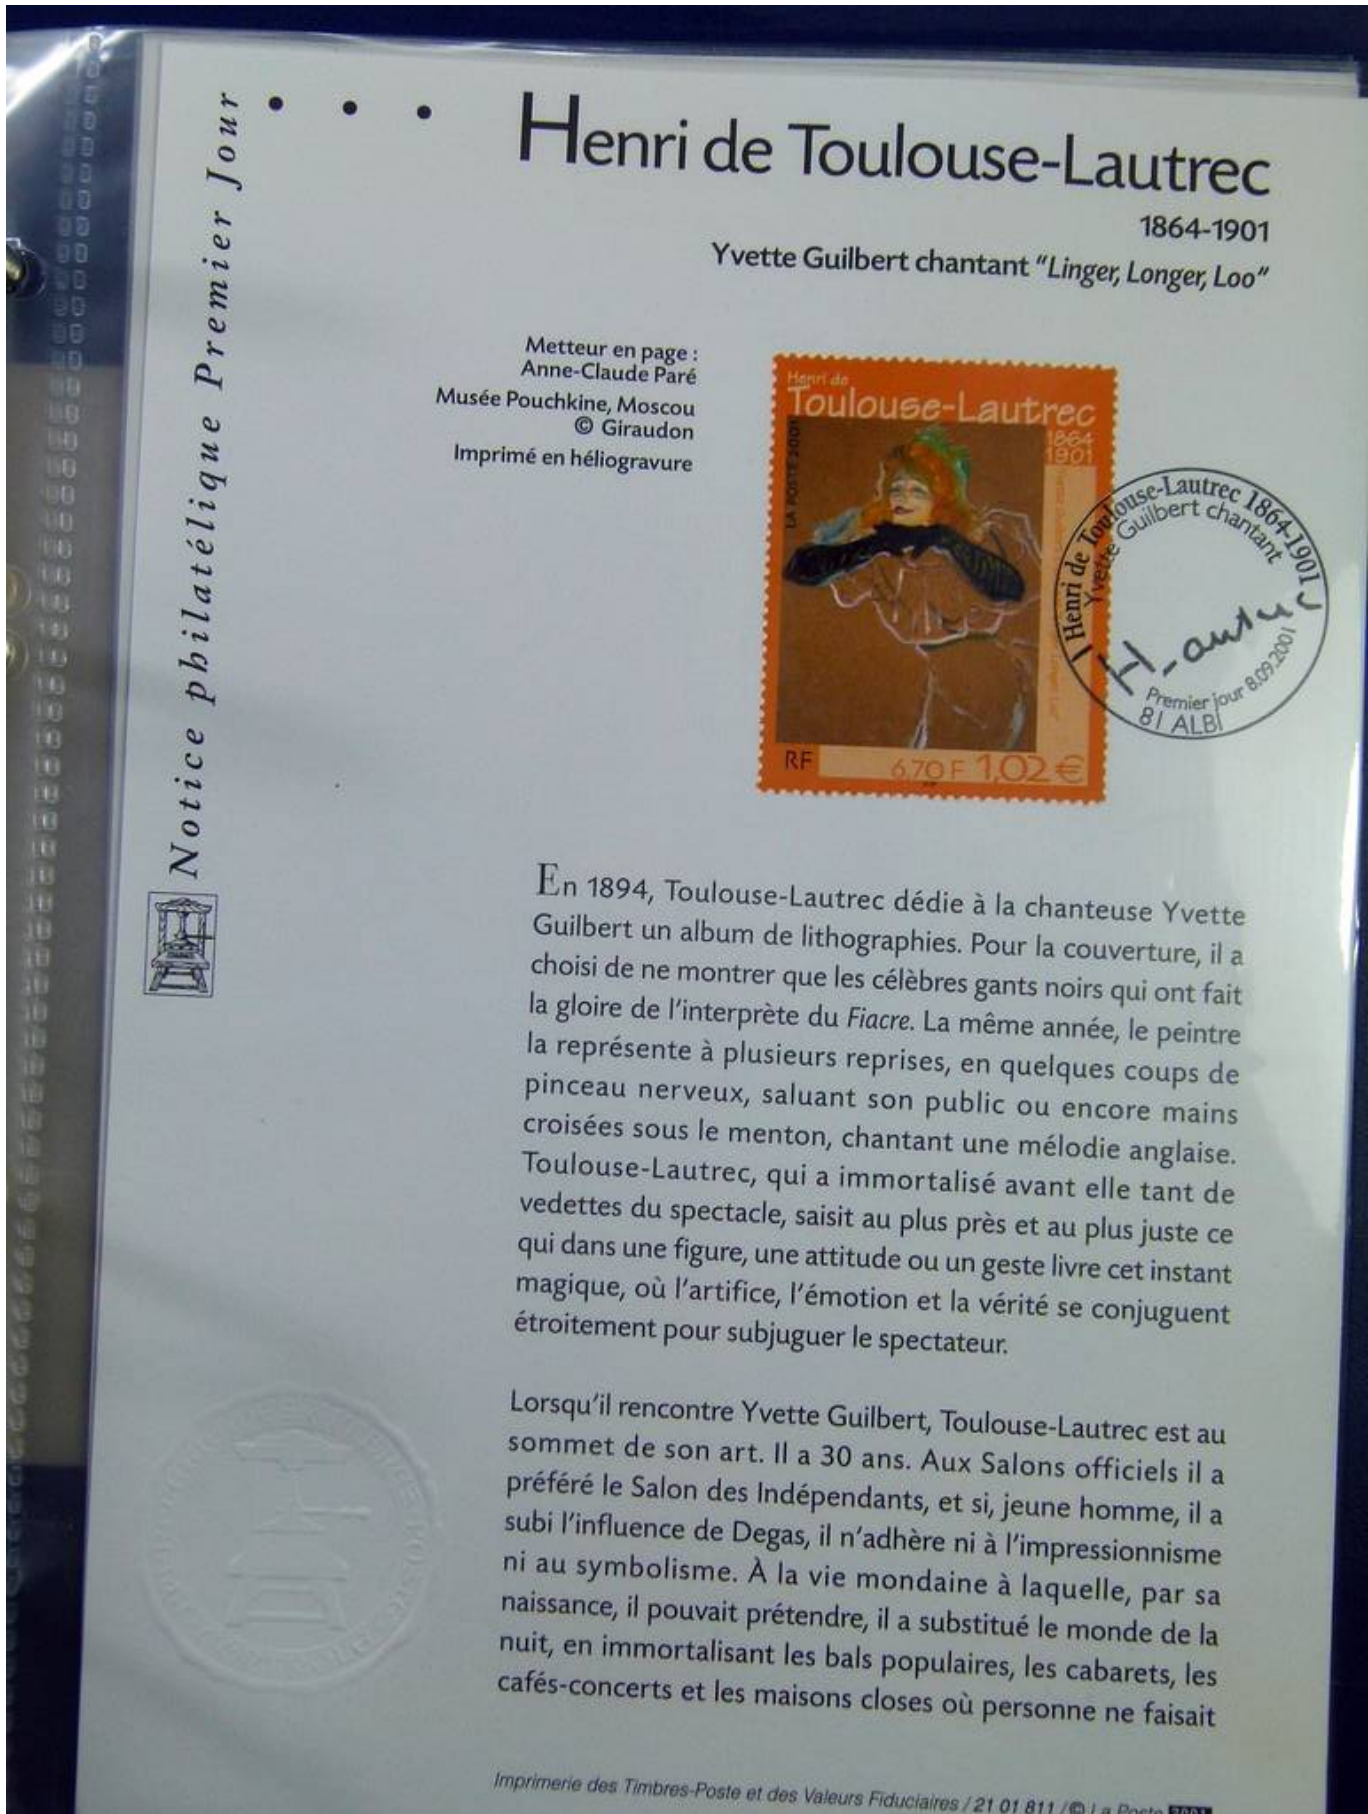 Notice philatélique Premier Jour
Henri de Toulouse-Lautrec
1864-1901
Yvette Guilbert chantant "Linger, Longer, Loo"
Metteur en page :
Anne-Claude Paré
Musée Pouchkine, Moscou
© Giraudon
Imprimé en héliogravure
Henri de
Toulouse-Lautrec
1864
1901
LA POSTE 2001
RF
6,70 F 1,02 €
Henri de Toulouse-Lautrec 1864-1901
Yvette Guilbert chantant
Premier jour 8.09.2001
81 ALBI
En 1894, Toulouse-Lautrec dédie à la chanteuse Yvette
Guilbert un album de lithographies. Pour la couverture, il a
choisi de ne montrer que les célèbres gants noirs qui ont fait
la gloire de l'interprète du Fiacre. La même année, le peintre
la représente à plusieurs reprises, en quelques coups de
pinceau nerveux, saluant son public ou encore mains
croisées sous le menton, chantant une mélodie anglaise.
Toulouse-Lautrec, qui a immortalisé avant elle tant de
vedettes du spectacle, saisit au plus près et au plus juste ce
qui dans une figure, une attitude ou un geste livre cet instant
magique, où l'artifice, l'émotion et la vérité se conjuguent
étroitement pour subjuguer le spectateur.
Lorsqu'il rencontre Yvette Guilbert, Toulouse-Lautrec est au
sommet de son art. Il a 30 ans. Aux Salons officiels il a
préféré le Salon des Indépendants, et si, jeune homme, il a
subi l'influence de Degas, il n'adhère ni à l'impressionnisme
ni au symbolisme. À la vie mondaine à laquelle, par sa
naissance, il pouvait prétendre, il a substitué le monde de la
nuit, en immortalisant les bals populaires, les cabarets, les
cafés-concerts et les maisons closes où personne ne faisait
Imprimerie des Timbres-Poste et des Valeurs Fiduciaires / 21 01 811 / © La Poste 2001